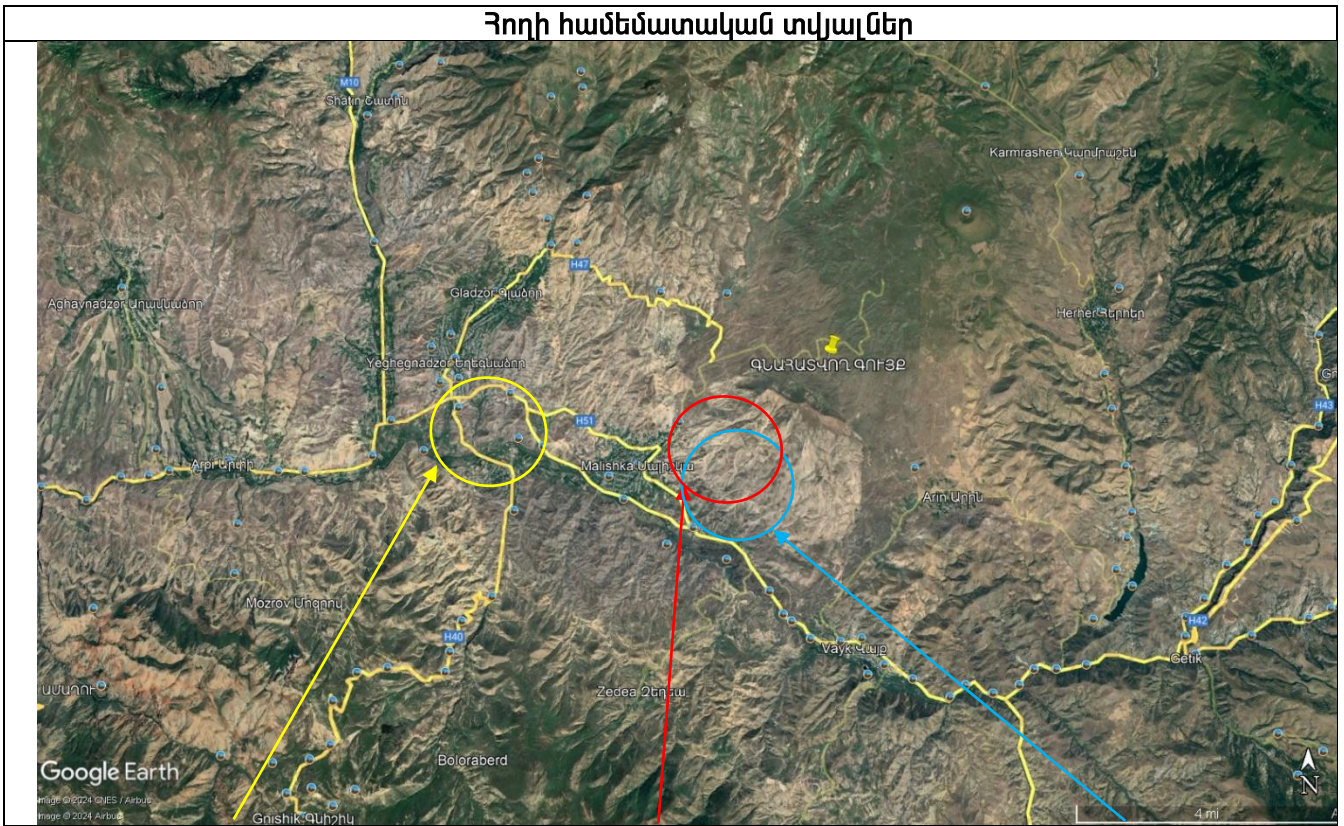 Հողի համեմատական տվյալներ
M10
Shatin Շատին
Karmrashen Կարմրաշեն
H47
Gladzor Գլաձոր
Aghavnadzor Աղավնաձոր
Herher Հերհեր
Yeghegnadzor Եղեգնաձոր
ԳՆԱՀԱՏՎՈՂ ԳՈՒՅՔ
H43
H51
Arpi Արփի
Malishka Մալիշկա
Arin Արին
Mozrov Մոզրով
H42
H40
Vayk Վայք
Getik
Zedea Զեդեա
Boloraberd
Google Earth
Image © 2024 CNES / Airbus
Image © 2024 Airbus
Gnishik Գնիշիկ
N
4 mi